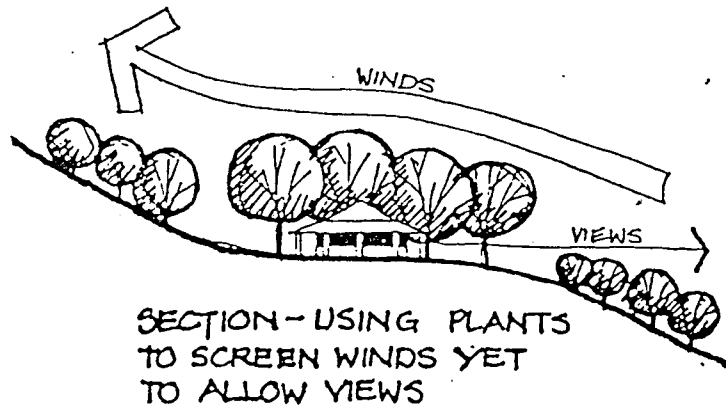 WINDS
VIEWS
SECTION - USING PLANTS
TO SCREEN WINDS YET
TO ALLOW VIEWS